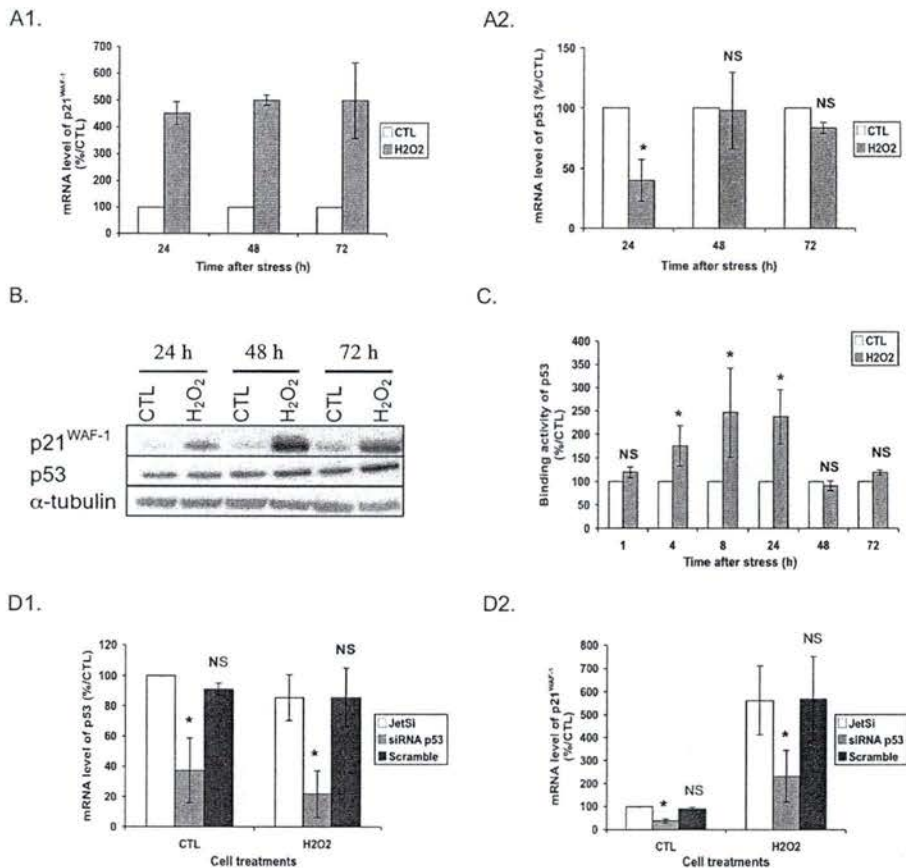 A1.
mRNA level of p21WAF-1
(%/CTL)
700
600
500
400
300
200
100
0
24
48
72
Time after stress (h)
CTL
H2O2
A2.
mRNA level of p53 (%/CTL)
150
100
50
0
*
NS
NS
24
48
72
Time after stress (h)
CTL
H2O2
B.
24 h
48 h
72 h
CTL
H2O2
CTL
H2O2
CTL
H2O2
p21WAF-1
p53
α-tubulin
C.
Binding activity of p53
(%/CTL)
400
350
300
250
200
150
100
50
0
NS
*
*
*
NS
NS
1
4
8
24
48
72
Time after stress (h)
CTL
H2O2
D1.
mRNA level of p53 (%/CTL)
120
100
80
60
40
20
0
*
NS
*
NS
CTL
H2O2
Cell treatments
JetSi
siRNA p53
Scramble
D2.
mRNA level of p21WAF-1
(%/CTL)
800
700
600
500
400
300
200
100
0
*
NS
*
NS
CTL
H2O2
Cell treatments
JetSi
siRNA p53
Scramble